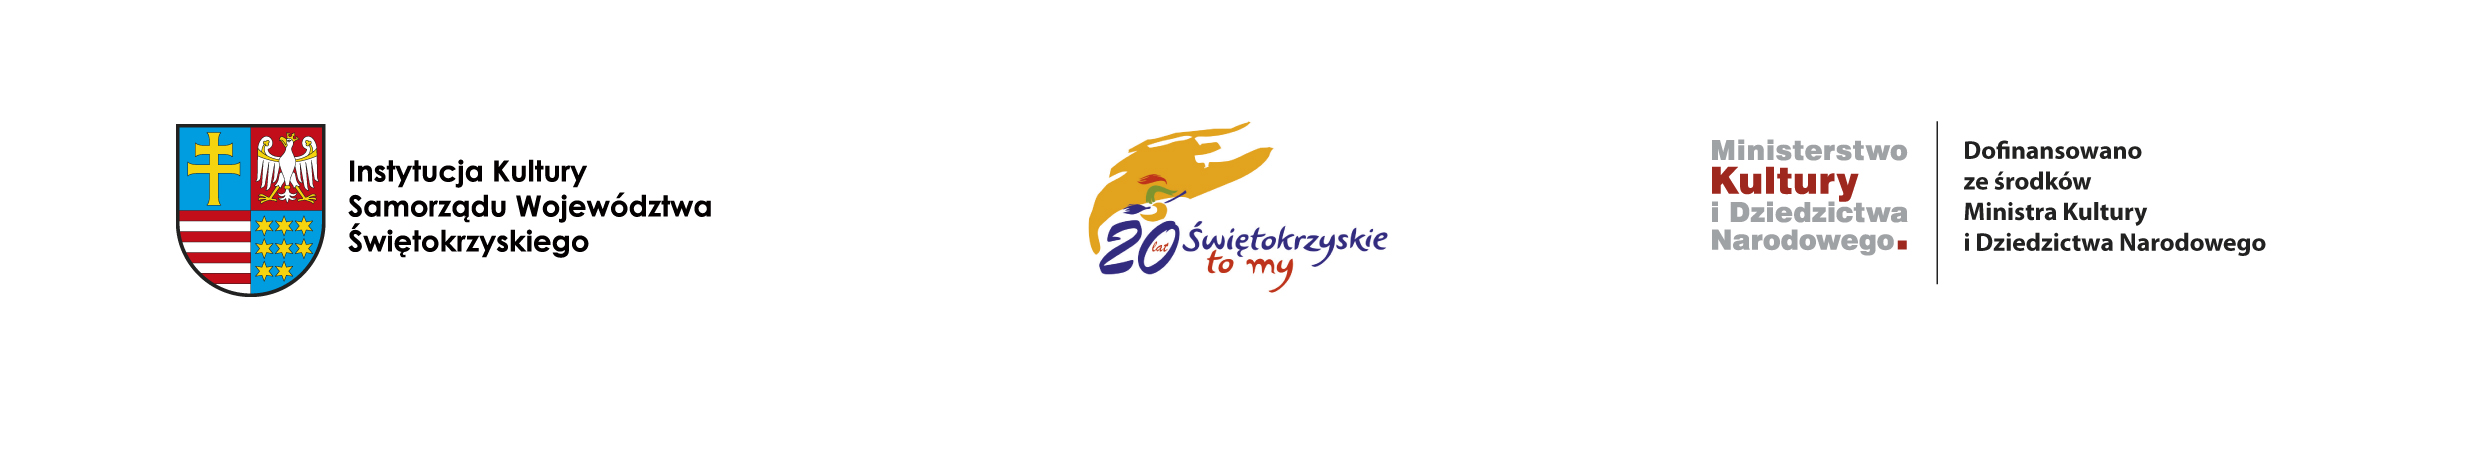 Instytucja Kultury
Samorządu Województwa
Świętokrzyskiego
20 lat Świętokrzyskie
to my
Ministerstwo
Kultury
i Dziedzictwa
Narodowego.
Dofinansowano
ze środków
Ministra Kultury
i Dziedzictwa Narodowego